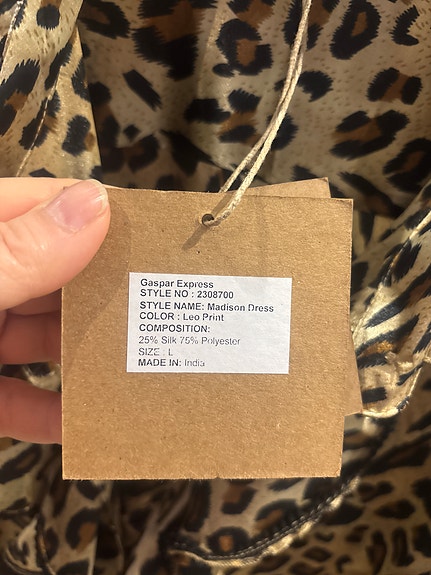 Gaspar Express
STYLE NO : 2308700
STYLE NAME: Madison Dress
COLOR : Leo Print
COMPOSITION:
25% Silk 75% Polyester
SIZE : L
MADE IN: India